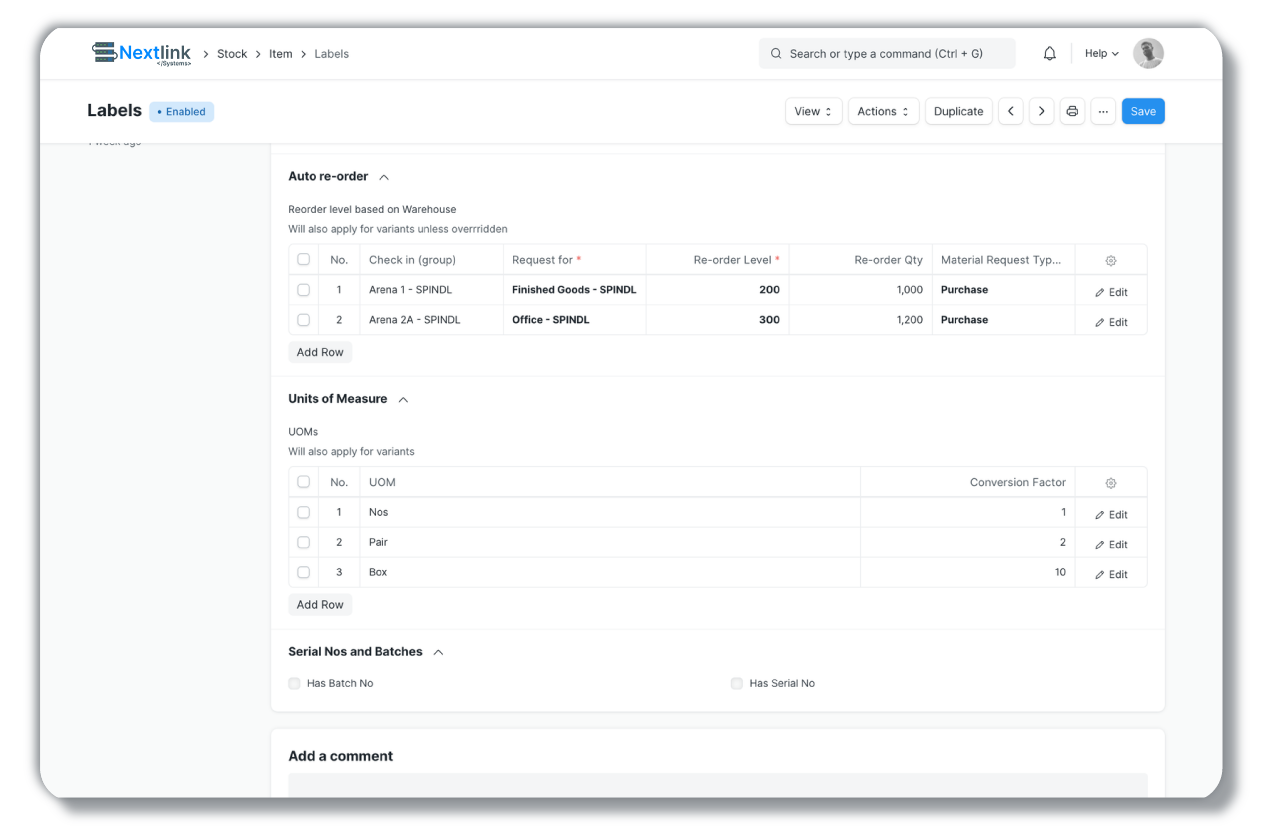 Nextlink
</Systems>
> Stock > Item > Labels
Search or type a command (Ctrl + G)
Help
Labels
• Enabled
View
Actions
Duplicate
...
Save
1 week ago
Auto re-order
Reorder level based on Warehouse
Will also apply for variants unless overrridden
No. Check in (group) Request for * Re-order Level * Re-order Qty Material Request Typ...
1 Arena 1 - SPINDL Finished Goods - SPINDL 200 1,000 Purchase Edit
2 Arena 2A - SPINDL Office - SPINDL 300 1,200 Purchase Edit
Add Row
Units of Measure
UOMs
Will also apply for variants
No. UOM Conversion Factor
1 Nos 1 Edit
2 Pair 2 Edit
3 Box 10 Edit
Add Row
Serial Nos and Batches
Has Batch No
Has Serial No
Add a comment